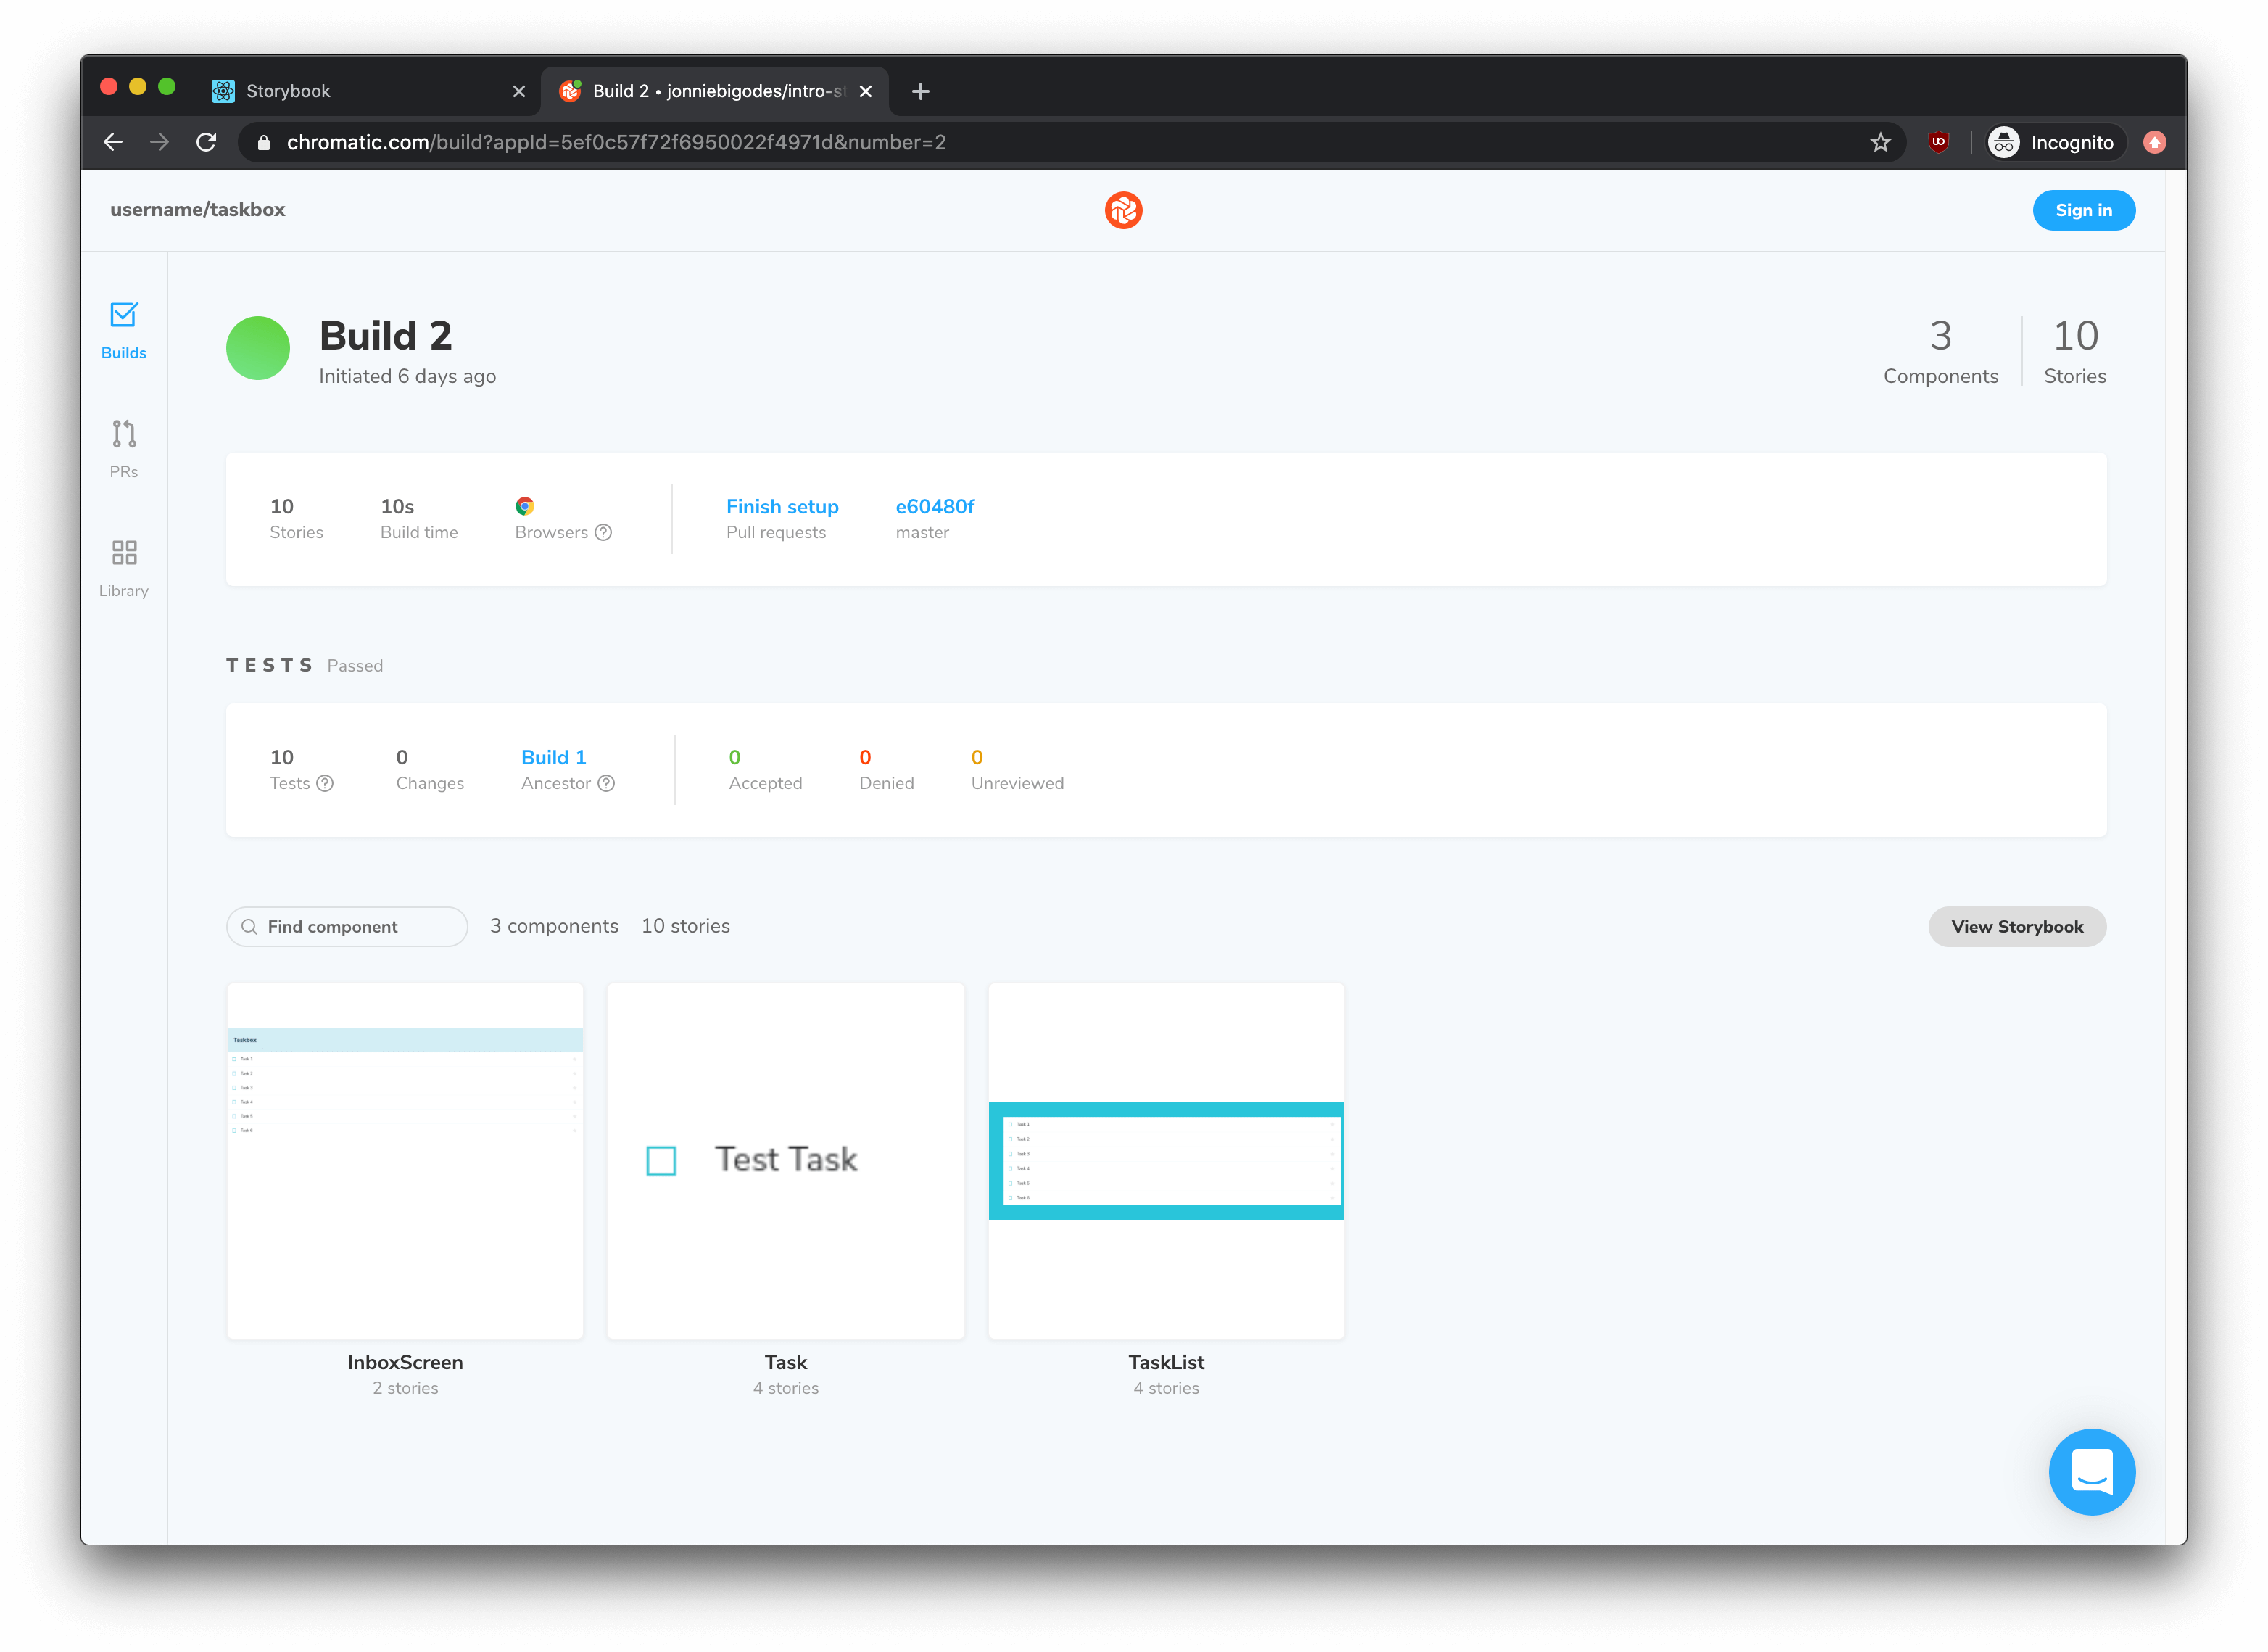 Storybook
Build 2 • jonniebigodes/intro-st
chromatic.com/build?appId=5ef0c57f72f6950022f4971d&number=2
Incognito
username/taskbox
Sign in
Builds
PRs
Library
Build 2
Initiated 6 days ago
3
Components
10
Stories
10
Stories
10s
Build time
Browsers
Finish setup
Pull requests
e60480f
master
TESTS Passed
10
Tests
0
Changes
Build 1
Ancestor
0
Accepted
0
Denied
0
Unreviewed
Find component
3 components 10 stories
View Storybook
Taskbox
Task 1
Task 2
Task 3
Task 4
Task 5
Task 6
InboxScreen
2 stories
Test Task
Task
4 stories
Task 1
Task 2
Task 3
Task 4
Task 5
Task 6
TaskList
4 stories